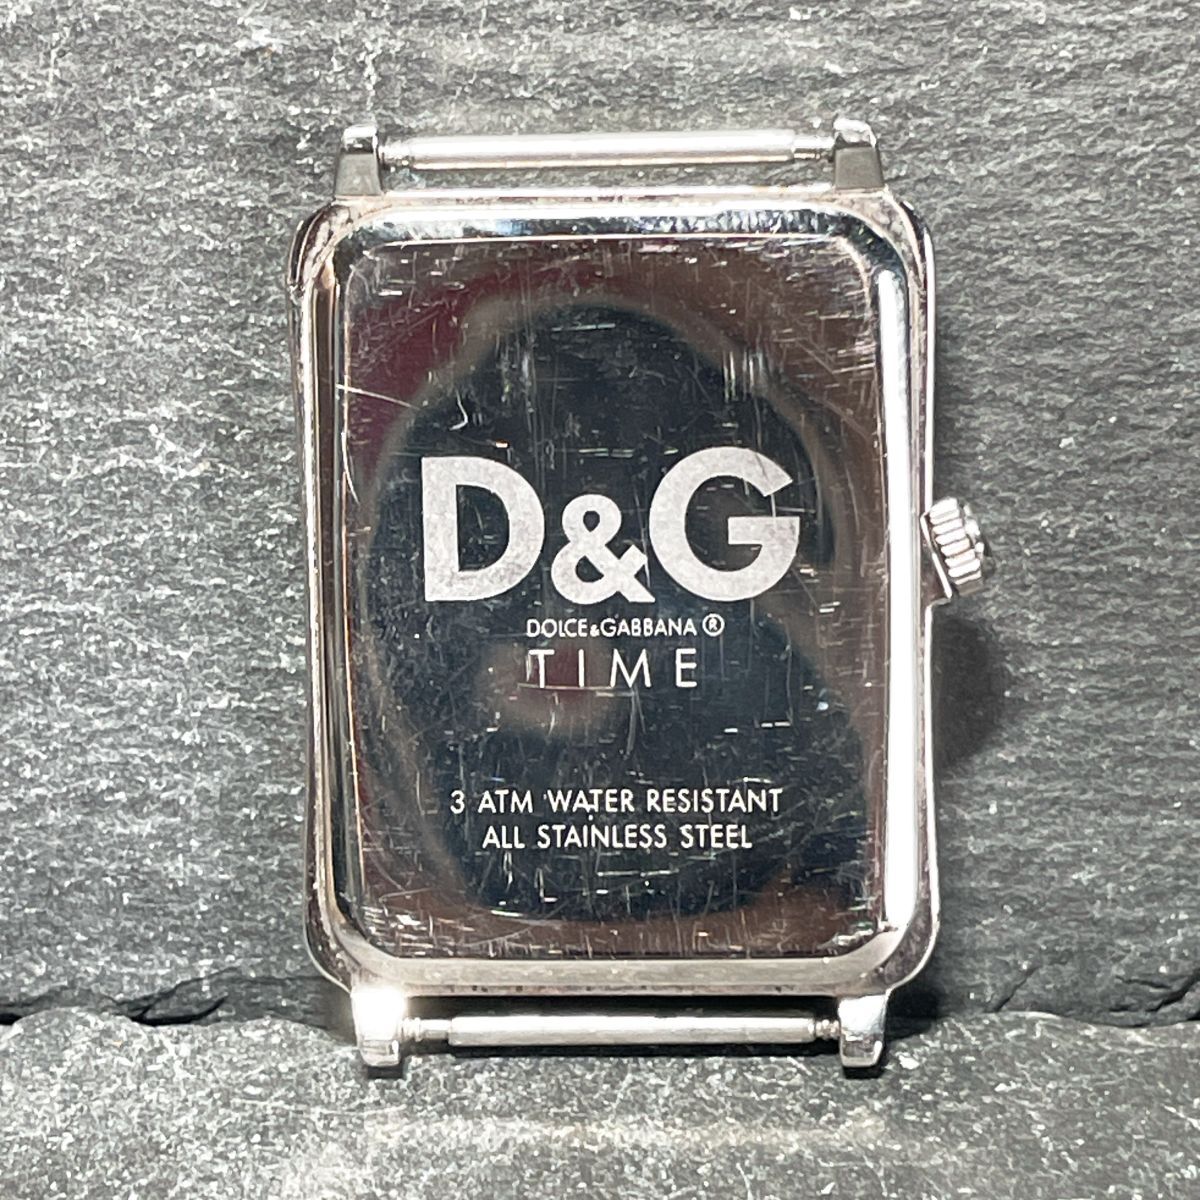 D&G
DOLCE&GABBANA ®
TIME
3 ATM WATER RESISTANT
ALL STAINLESS STEEL